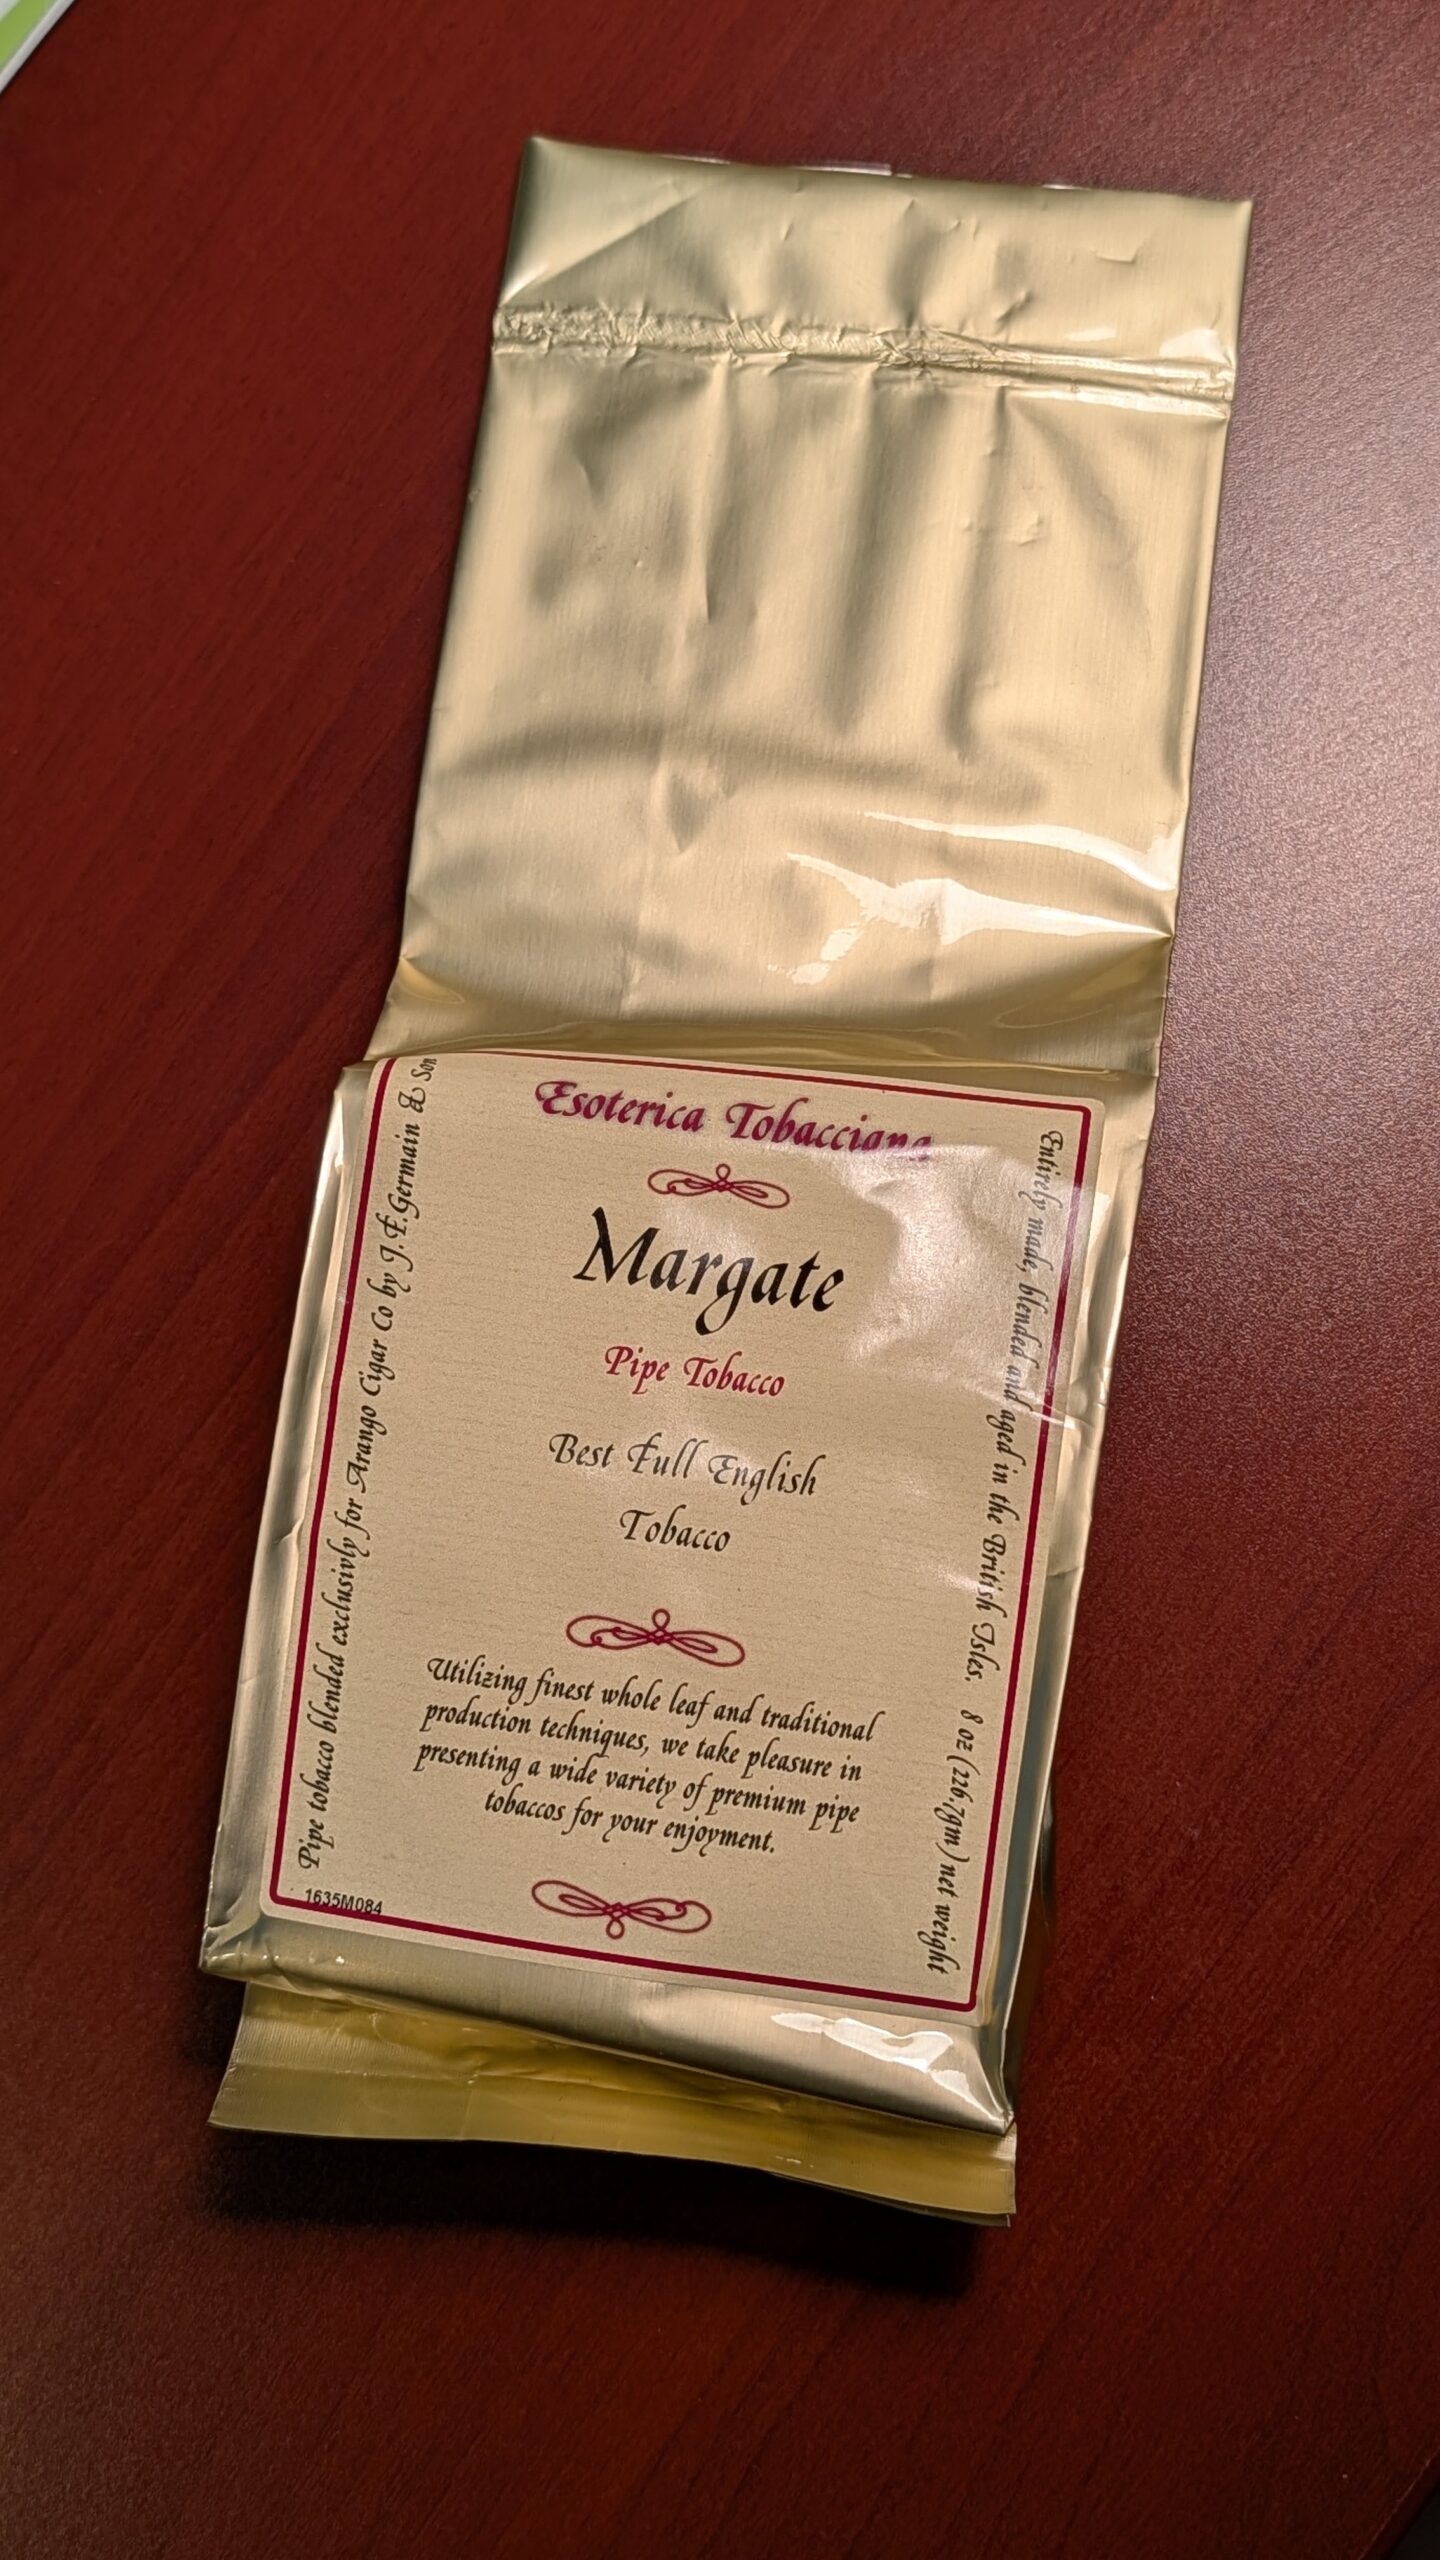 Esoterica Tobacciana
Margate
Pipe Tobacco
Best Full English
Tobacco
Utilizing finest whole leaf and traditional
production techniques, we take pleasure in
presenting a wide variety of premium pipe
tobaccos for your enjoyment.
Pipe tobacco blended exclusivly for Arango Cigar Co by J.F.Germain & Son
Entirely made, blended and aged in the British Isles. 8 oz (226.7gm) net weight
1635M084